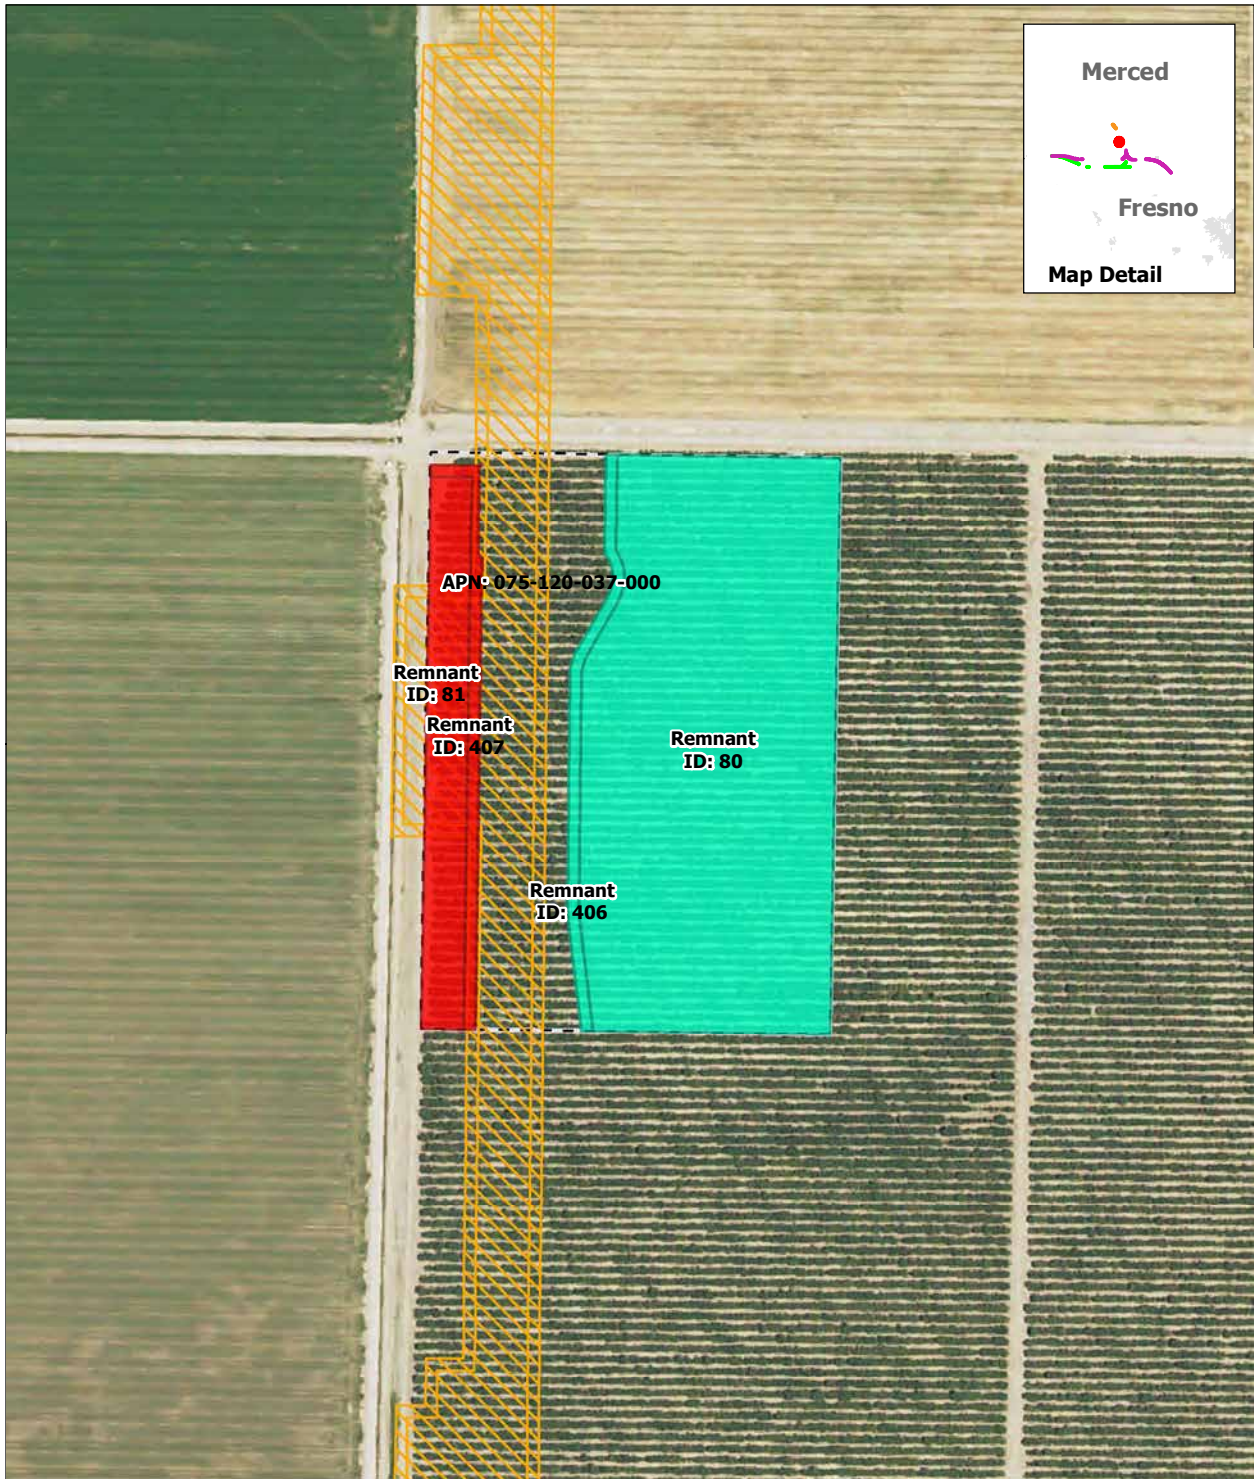 Merced
Fresno
Map Detail
APN: 075-120-037-000
Remnant
ID: 81
Remnant
ID: 407
Remnant
ID: 80
Remnant
ID: 406